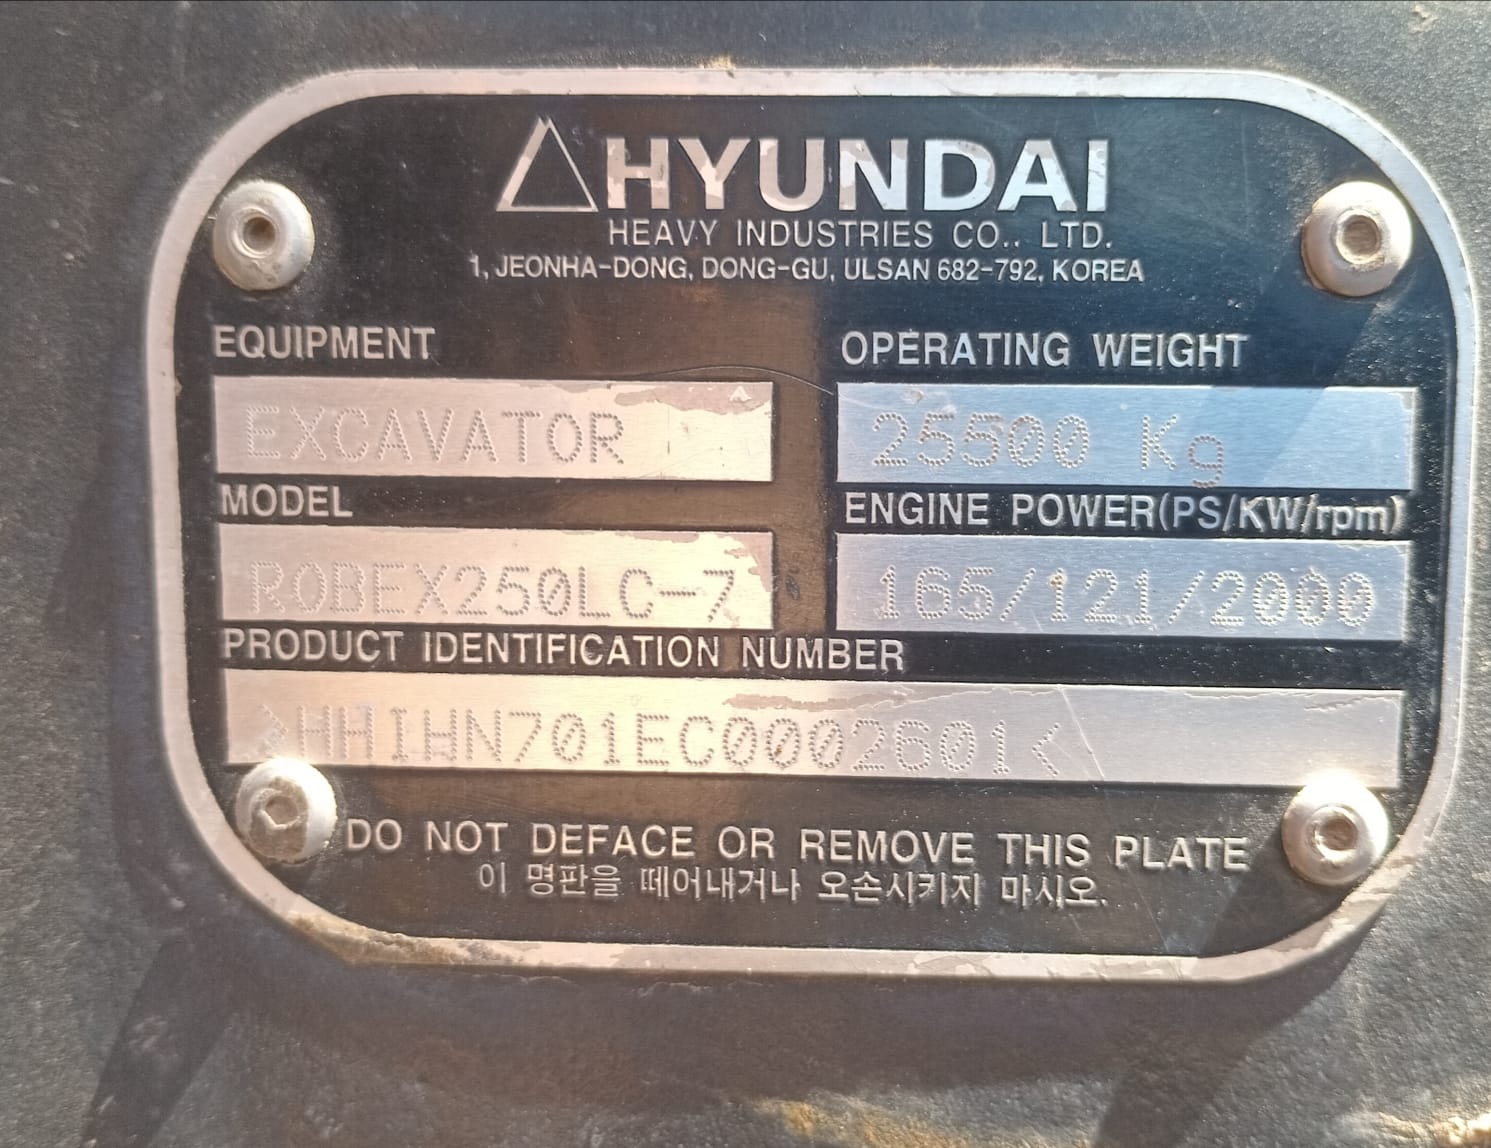 HYUNDAI
HEAVY INDUSTRIES CO., LTD.
1, JEONHA-DONG, DONG-GU, ULSAN 682-792, KOREA
EQUIPMENT
EXCAVATOR
OPERATING WEIGHT
25500 Kg
MODEL
ROBEX250LC-7
ENGINE POWER(PS/KW/rpm)
165/121/2000
PRODUCT IDENTIFICATION NUMBER
>HHIHN701EC0002601<
DO NOT DEFACE OR REMOVE THIS PLATE
이 명판을 떼어내거나 오손시키지 마시오.